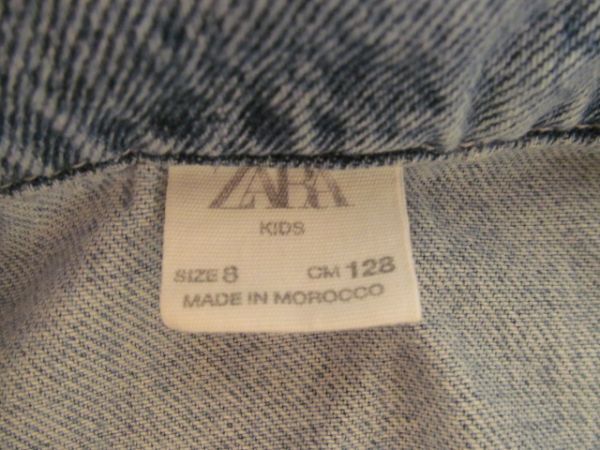 ZARA
KIDS
SIZE 8 CM 128
MADE IN MOROCCO